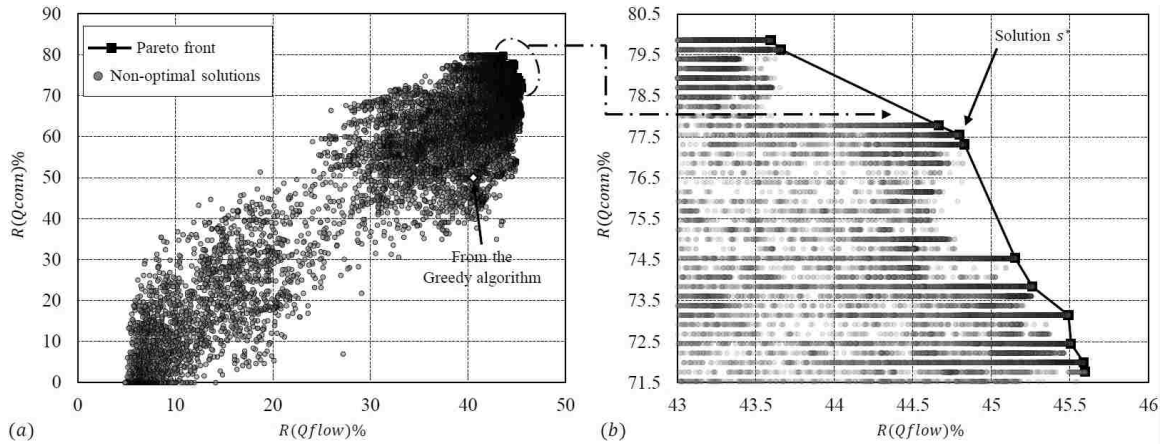 90
80
70
60
50
40
30
20
10
0
R(Qconn)%
Pareto front
Non-optimal solutions
From the
Greedy algorithm
0 10 20 30 40 50
R(Qflow)%
(a)
80.5
79.5
78.5
77.5
76.5
75.5
74.5
73.5
72.5
71.5
R(Qconn)%
Solution s*
43 43.5 44 44.5 45 45.5 46
R(Qflow)%
(b)